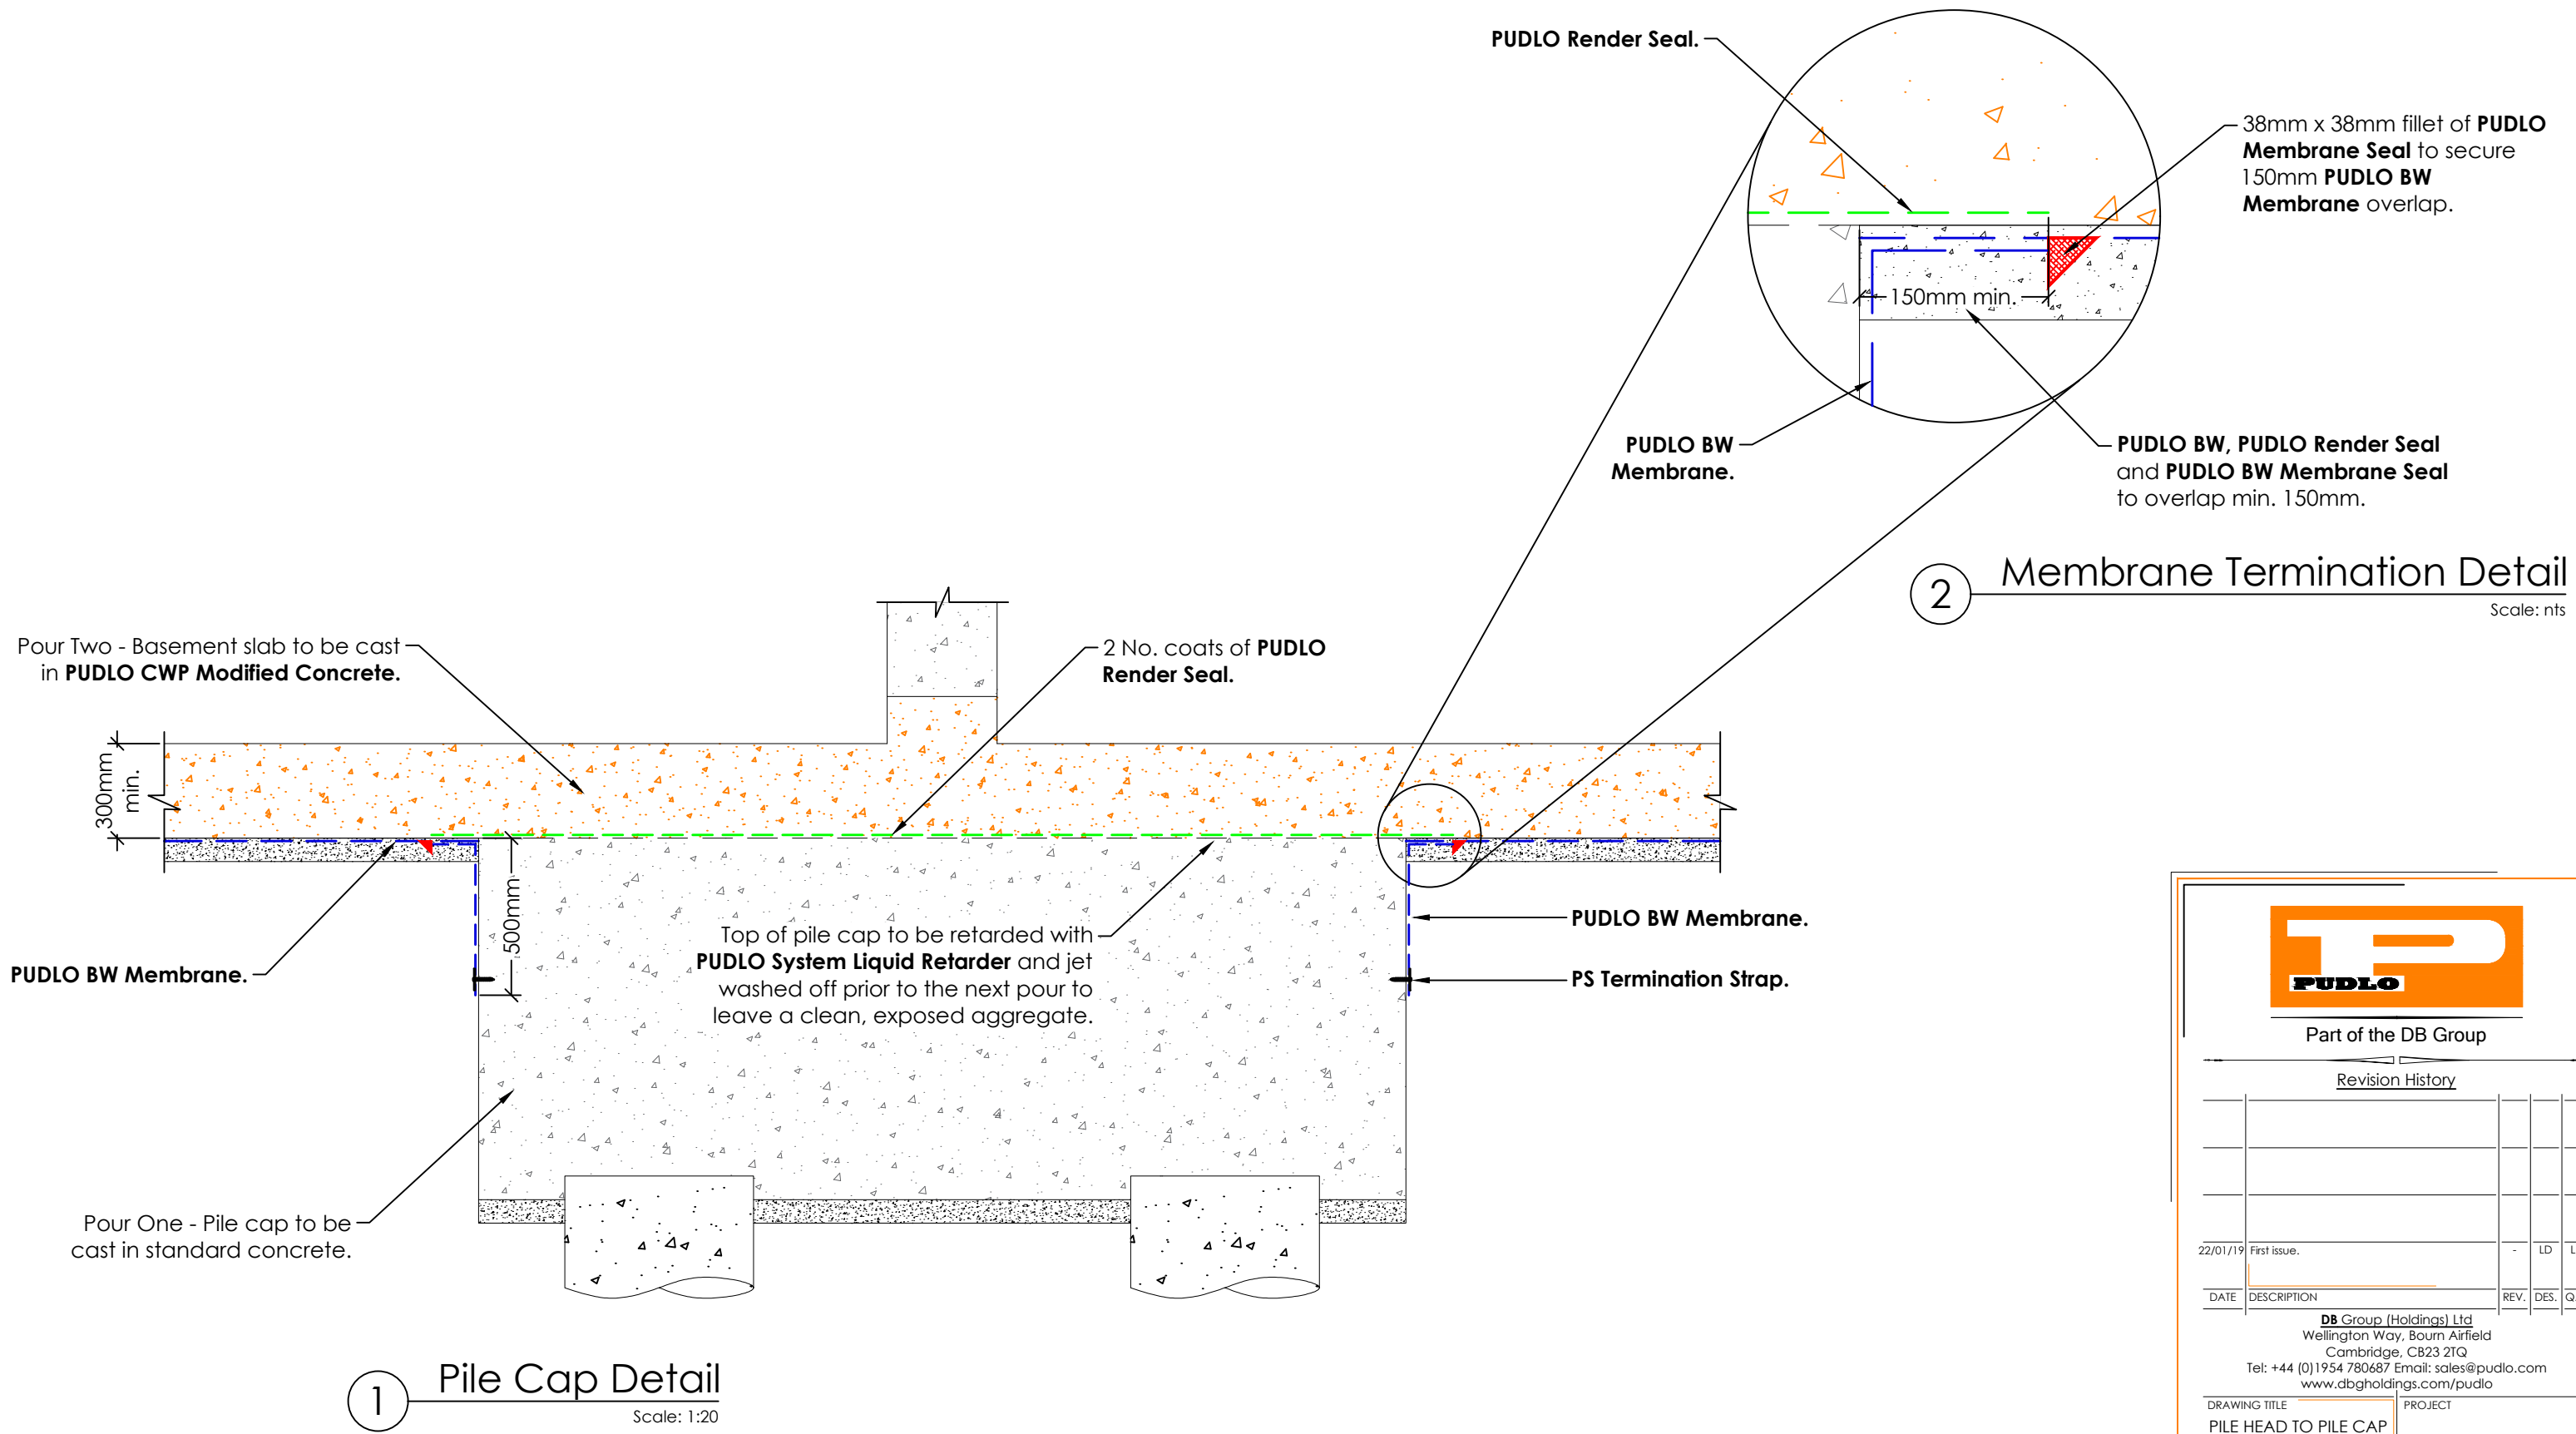 PUDLO Render Seal.
38mm x 38mm fillet of PUDLO
Membrane Seal to secure
150mm PUDLO BW
Membrane overlap.
150mm min.
PUDLO BW
Membrane.
PUDLO BW, PUDLO Render Seal
and PUDLO BW Membrane Seal
to overlap min. 150mm.
2
Membrane Termination Detail
Scale: nts
Pour Two - Basement slab to be cast
in PUDLO CWP Modified Concrete.
2 No. coats of PUDLO
Render Seal.
300mm
min.
500mm
Top of pile cap to be retarded with
PUDLO System Liquid Retarder and jet
washed off prior to the next pour to
leave a clean, exposed aggregate.
PUDLO BW Membrane.
PUDLO BW Membrane.
PS Termination Strap.
Pour One - Pile cap to be
cast in standard concrete.
1
Pile Cap Detail
Scale: 1:20
PUDLO
Part of the DB Group
Revision History
22/01/19 First issue. - LD
DATE DESCRIPTION REV. DES.
DB Group (Holdings) Ltd
Wellington Way, Bourn Airfield
Cambridge, CB23 2TQ
Tel: +44 (0)1954 780687 Email: sales@pudlo.com
www.dbgholdings.com/pudlo
DRAWING TITLE
PROJECT
PILE HEAD TO PILE CAP